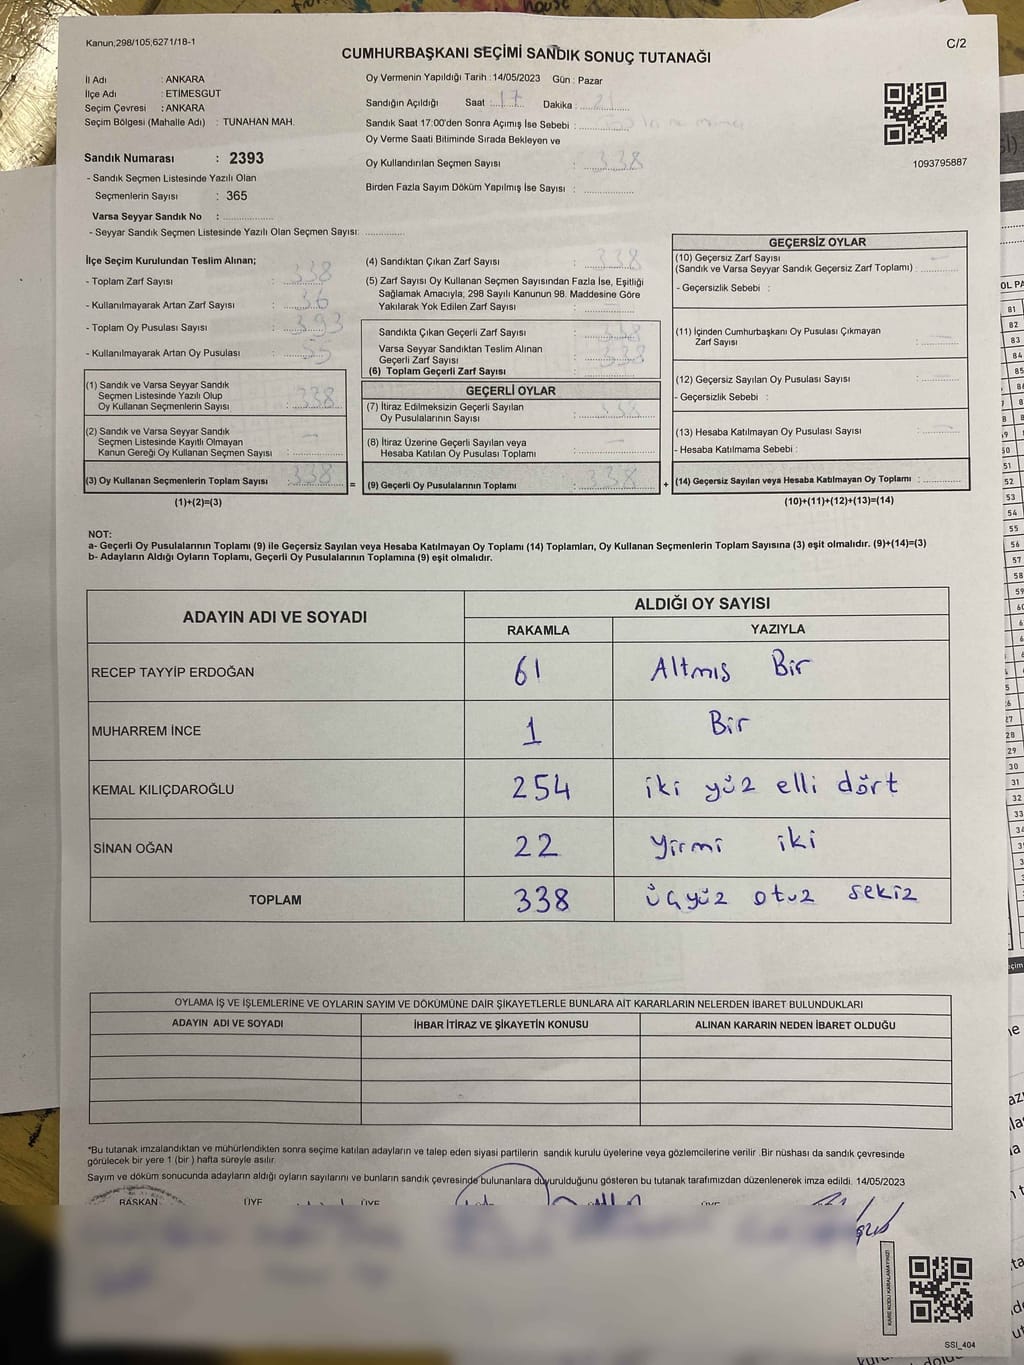 Kanun,298/105;6271/18-1
C/2
CUMHURBAŞKANI SEÇİMİ SANDIK SONUÇ TUTANAĞI
İl Adı : ANKARA
İlçe Adı : ETİMESGUT
Seçim Çevresi : ANKARA
Seçim Bölgesi (Mahalle Adı) : TUNAHAN MAH.
Oy Vermenin Yapıldığı Tarih :14/05/2023 Gün : Pazar
Sandığın Açıldığı Saat : 17 Dakika :
Sandık Saat 17:00'den Sonra Açımış İse Sebebi :
Oy Verme Saati Bitiminde Sırada Bekleyen ve
Oy Kullandırılan Seçmen Sayısı : 338
Birden Fazla Sayım Döküm Yapılmış İse Sayısı :
1093795887
Sandık Numarası : 2393
- Sandık Seçmen Listesinde Yazılı Olan
Seçmenlerin Sayısı : 365
Varsa Seyyar Sandık No :
- Seyyar Sandık Seçmen Listesinde Yazılı Olan Seçmen Sayısı:
İlçe Seçim Kurulundan Teslim Alınan;
- Toplam Zarf Sayısı : 338
- Kullanılmayarak Artan Zarf Sayısı : 36
- Toplam Oy Pusulası Sayısı : 393
- Kullanılmayarak Artan Oy Pusulası : 55
(1) Sandık ve Varsa Seyyar Sandık
Seçmen Listesinde Yazılı Olup
Oy Kullanan Seçmenlerin Sayısı : 338
(2) Sandık ve Varsa Seyyar Sandık
Seçmen Listesinde Kayıtlı Olmayan
Kanun Gereği Oy Kullanan Seçmen Sayısı : —
(3) Oy Kullanan Seçmenlerin Toplam Sayısı : 338
(1)+(2)=(3)
=
(4) Sandıktan Çıkan Zarf Sayısı : 338
(5) Zarf Sayısı Oy Kullanan Seçmen Sayısından Fazla İse, Eşitliği
Sağlamak Amacıyla, 298 Sayılı Kanunun 98. Maddesine Göre
Yakılarak Yok Edilen Zarf Sayısı :
Sandıkta Çıkan Geçerli Zarf Sayısı : 338
Varsa Seyyar Sandıktan Teslim Alınan
Geçerli Zarf Sayısı : 338
(6) Toplam Geçerli Zarf Sayısı :
GEÇERLİ OYLAR
(7) İtiraz Edilmeksizin Geçerli Sayılan
Oy Pusulalarının Sayısı : 338
(8) İtiraz Üzerine Geçerli Sayılan veya
Hesaba Katılan Oy Pusulası Toplamı : —
(9) Geçerli Oy Pusulalarının Toplamı : 338
+
GEÇERSİZ OYLAR
(10) Geçersiz Zarf Sayısı
(Sandık ve Varsa Seyyar Sandık Geçersiz Zarf Toplamı) : —
- Geçersizlik Sebebi :
(11) İçinden Cumhurbaşkanı Oy Pusulası Çıkmayan
Zarf Sayısı : —
(12) Geçersiz Sayılan Oy Pusulası Sayısı : —
- Geçersizlik Sebebi :
(13) Hesaba Katılmayan Oy Pusulası Sayısı : —
- Hesaba Katılmama Sebebi :
(14) Geçersiz Sayılan veya Hesaba Katılmayan Oy Toplamı :
(10)+(11)+(12)+(13)=(14)
NOT:
a- Geçerli Oy Pusulalarının Toplamı (9) ile Geçersiz Sayılan veya Hesaba Katılmayan Oy Toplamı (14) Toplamları, Oy Kullanan Seçmenlerin Toplam Sayısına (3) eşit olmalıdır. (9)+(14)=(3)
b- Adayların Aldığı Oyların Toplamı, Geçerli Oy Pusulalarının Toplamına (9) eşit olmalıdır.
ADAYIN ADI VE SOYADI
ALDIĞI OY SAYISI
RAKAMLA YAZIYLA
RECEP TAYYİP ERDOĞAN 61 Altmış Bir
MUHARREM İNCE 1 Bir
KEMAL KILIÇDAROĞLU 254 iki yüz elli dört
SİNAN OĞAN 22 yirmi iki
TOPLAM 338 üçyüz otuz sekiz
OYLAMA İŞ VE İŞLEMLERİNE VE OYLARIN SAYIM VE DÖKÜMÜNE DAİR ŞİKAYETLERLE BUNLARA AİT KARARLARIN NELERDEN İBARET BULUNDUKLARI
ADAYIN ADI VE SOYADI İHBAR İTİRAZ VE ŞİKAYETİN KONUSU ALINAN KARARIN NEDEN İBARET OLDUĞU
*Bu tutanak imzalandıktan ve mühürlendikten sonra seçime katılan adayların ve talep eden siyasi partilerin sandık kurulu üyelerine veya gözlemcilerine verilir .Bir nüshası da sandık çevresinde
görülecek bir yere 1 (bir ) hafta süreyle asılır.
Sayım ve döküm sonucunda adayların aldığı oyların sayılarını ve bunların sandık çevresinde bulunanlara duyurulduğunu gösteren bu tutanak tarafımızdan düzenlenerek imza edildi. 14/05/2023
BAŞKAN ÜYE ÜYE ÜYE
KARE KODU KARALAMAYINIZ!
SSİ_404